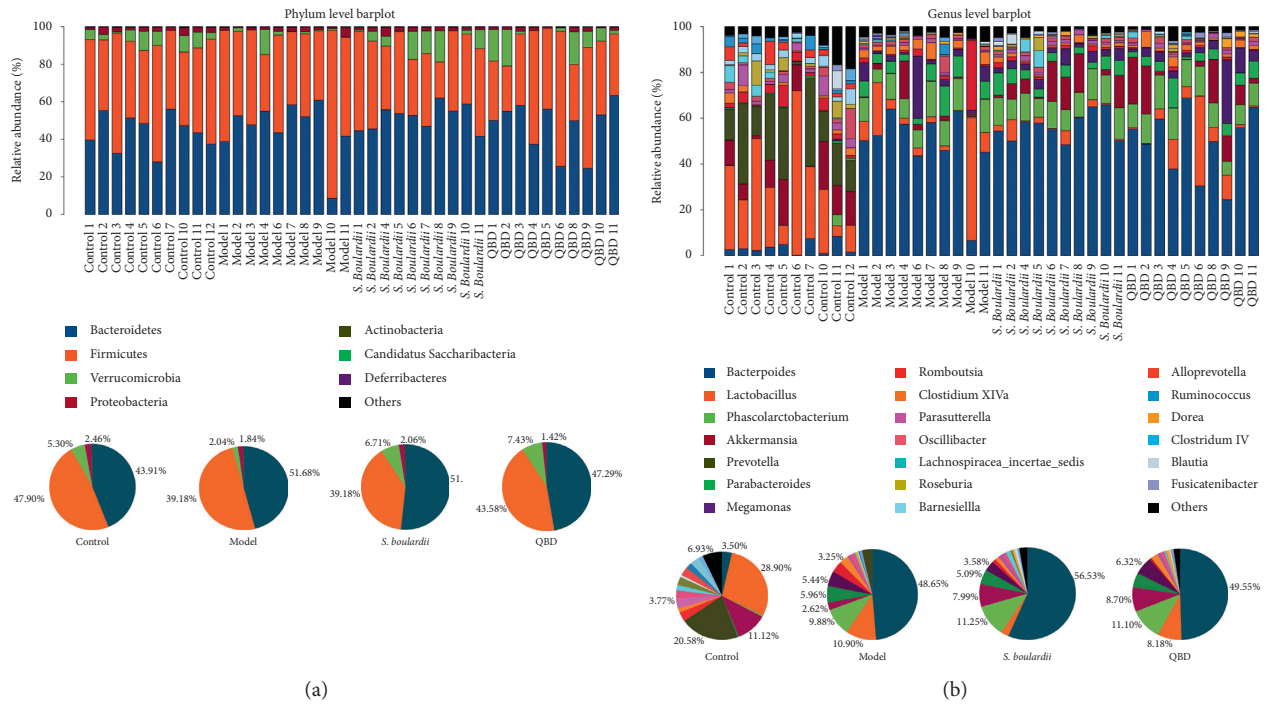 Phylum level barplot
Relative abundance (%)
100
80
60
40
20
0
Control 1
Control 2
Control 3
Control 4
Control 5
Control 6
Control 7
Control 10
Control 11
Control 12
Model 1
Model 2
Model 3
Model 4
Model 6
Model 7
Model 8
Model 9
Model 10
Model 11
S. Boulardii 1
S. Boulardii 2
S. Boulardii 4
S. Boulardii 5
S. Boulardii 6
S. Boulardii 7
S. Boulardii 8
S. Boulardii 9
S. Boulardii 10
S. Boulardii 11
QBD 1
QBD 2
QBD 3
QBD 4
QBD 5
QBD 6
QBD 8
QBD 9
QBD 10
QBD 11
Bacteroidetes
Firmicutes
Verrucomicrobia
Proteobacteria
Actinobacteria
Candidatus Saccharibacteria
Deferribacteres
Others
5.30%
2.46%
43.91%
47.90%
Control
2.04%
1.84%
51.68%
39.18%
Model
6.71%
2.06%
51.
39.18%
S. boulardii
7.43%
1.42%
47.29%
43.58%
QBD
(a)
Genus level barplot
Relative abundance (%)
100
80
60
40
20
0
Control 1
Control 2
Control 3
Control 4
Control 5
Control 6
Control 7
Control 10
Control 11
Control 12
Model 1
Model 2
Model 3
Model 4
Model 6
Model 7
Model 8
Model 9
Model 10
Model 11
S. Boulardii 1
S. Boulardii 2
S. Boulardii 4
S. Boulardii 5
S. Boulardii 6
S. Boulardii 7
S. Boulardii 8
S. Boulardii 9
S. Boulardii 10
S. Boulardii 11
QBD 1
QBD 2
QBD 3
QBD 4
QBD 5
QBD 6
QBD 8
QBD 9
QBD 10
QBD 11
Bacterpoides
Lactobacillus
Phascolarctobacterium
Akkermansia
Prevotella
Parabacteroides
Megamonas
Romboutsia
Clostidium XIVa
Parasutterella
Oscillibacter
Lachnospiracea_incertae_sedis
Roseburia
Barnesiellla
Alloprevotella
Ruminococcus
Dorea
Clostridum IV
Blautia
Fusicatenibacter
Others
6.93%
3.50%
28.90%
3.77%
20.58%
11.12%
Control
3.25%
5.44%
5.96%
2.62%
9.88%
10.90%
48.65%
Model
3.58%
5.09%
7.99%
11.25%
56.53%
S. boulardii
6.32%
8.70%
11.10%
8.18%
49.55%
QBD
(b)